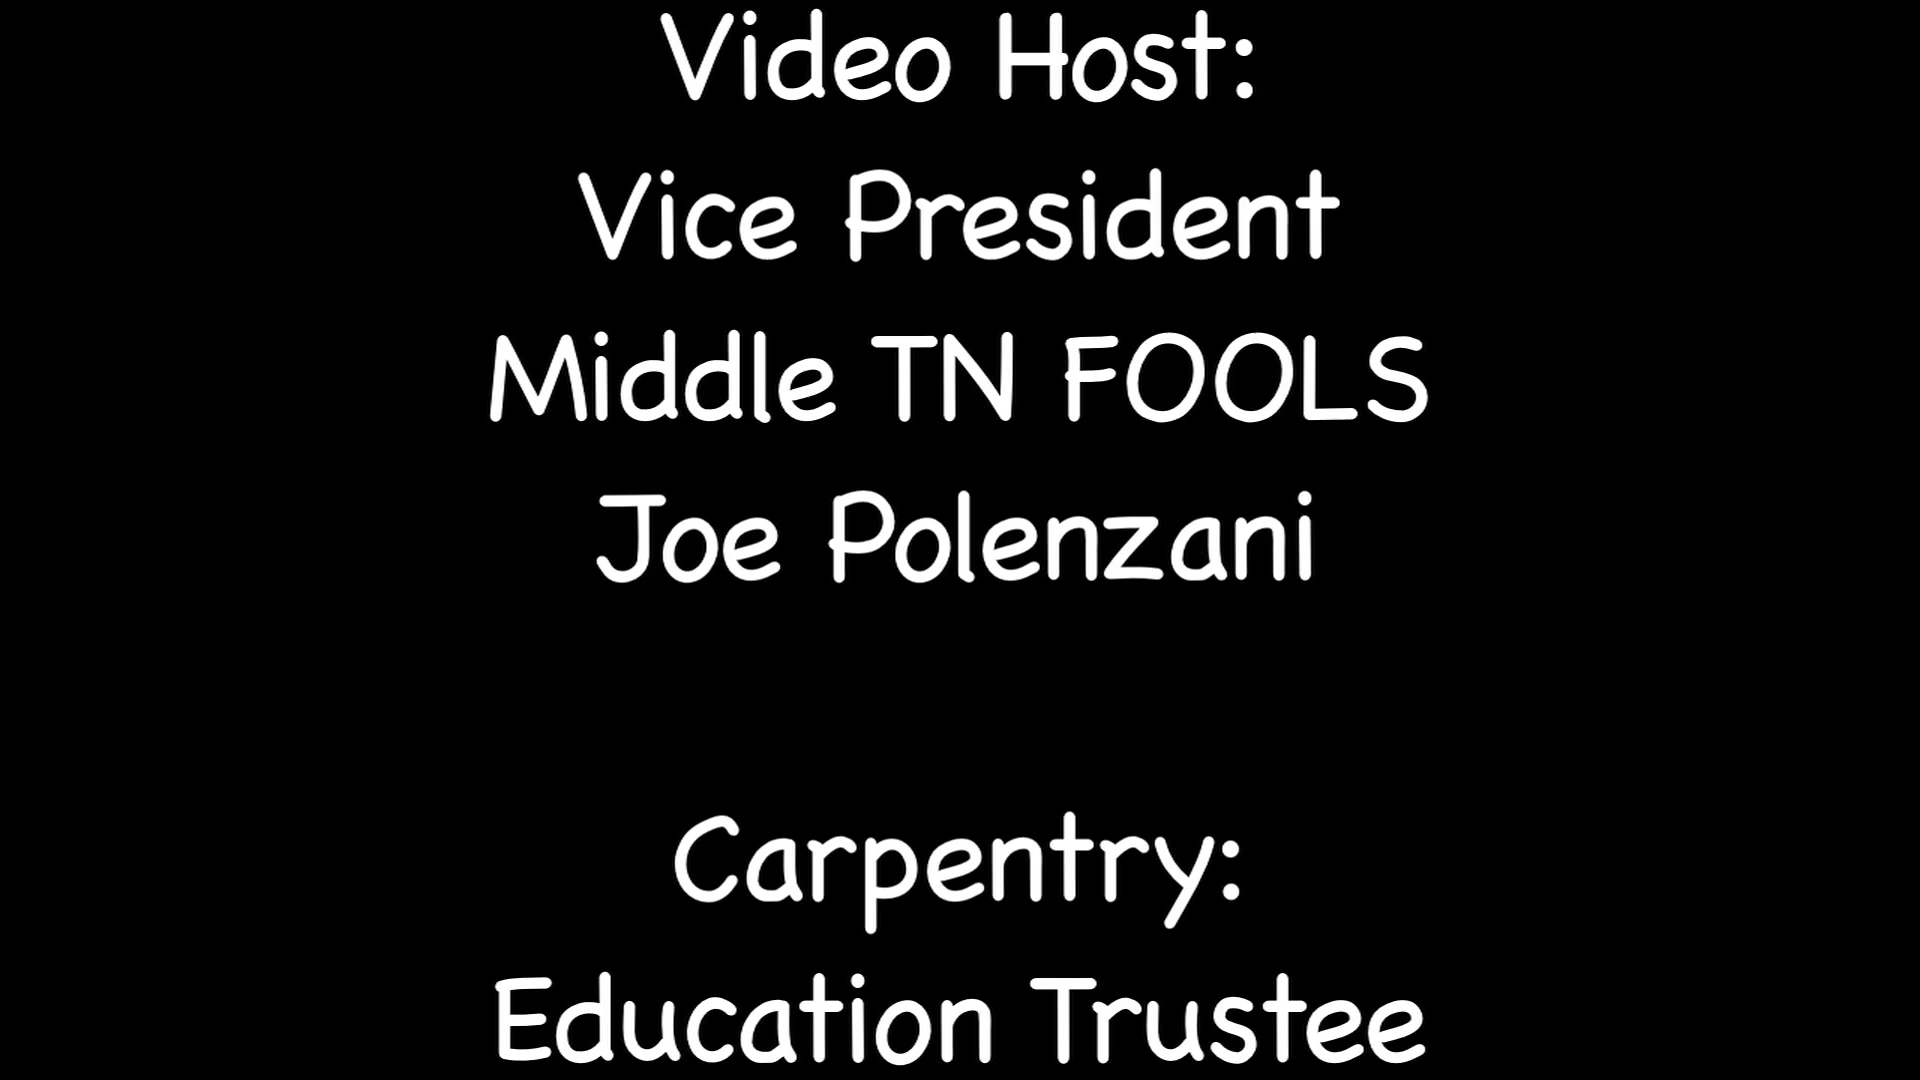 Video Host:
Vice President
Middle TN FOOLS
Joe Polenzani
Carpentry:
Education Trustee